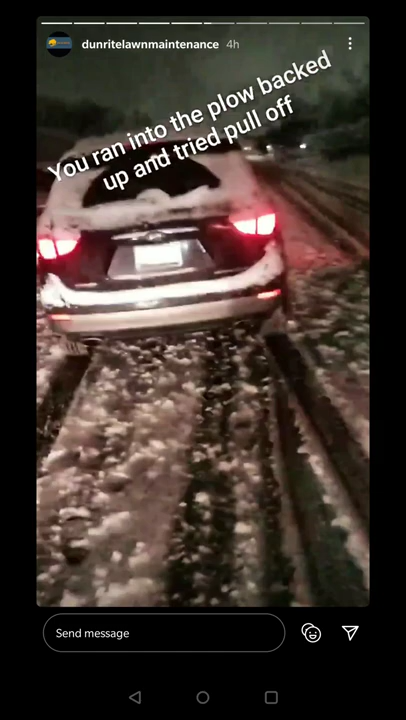 dunritelawnmaintenance 4h
You ran into the plow backed
up and tried pull off
Send message